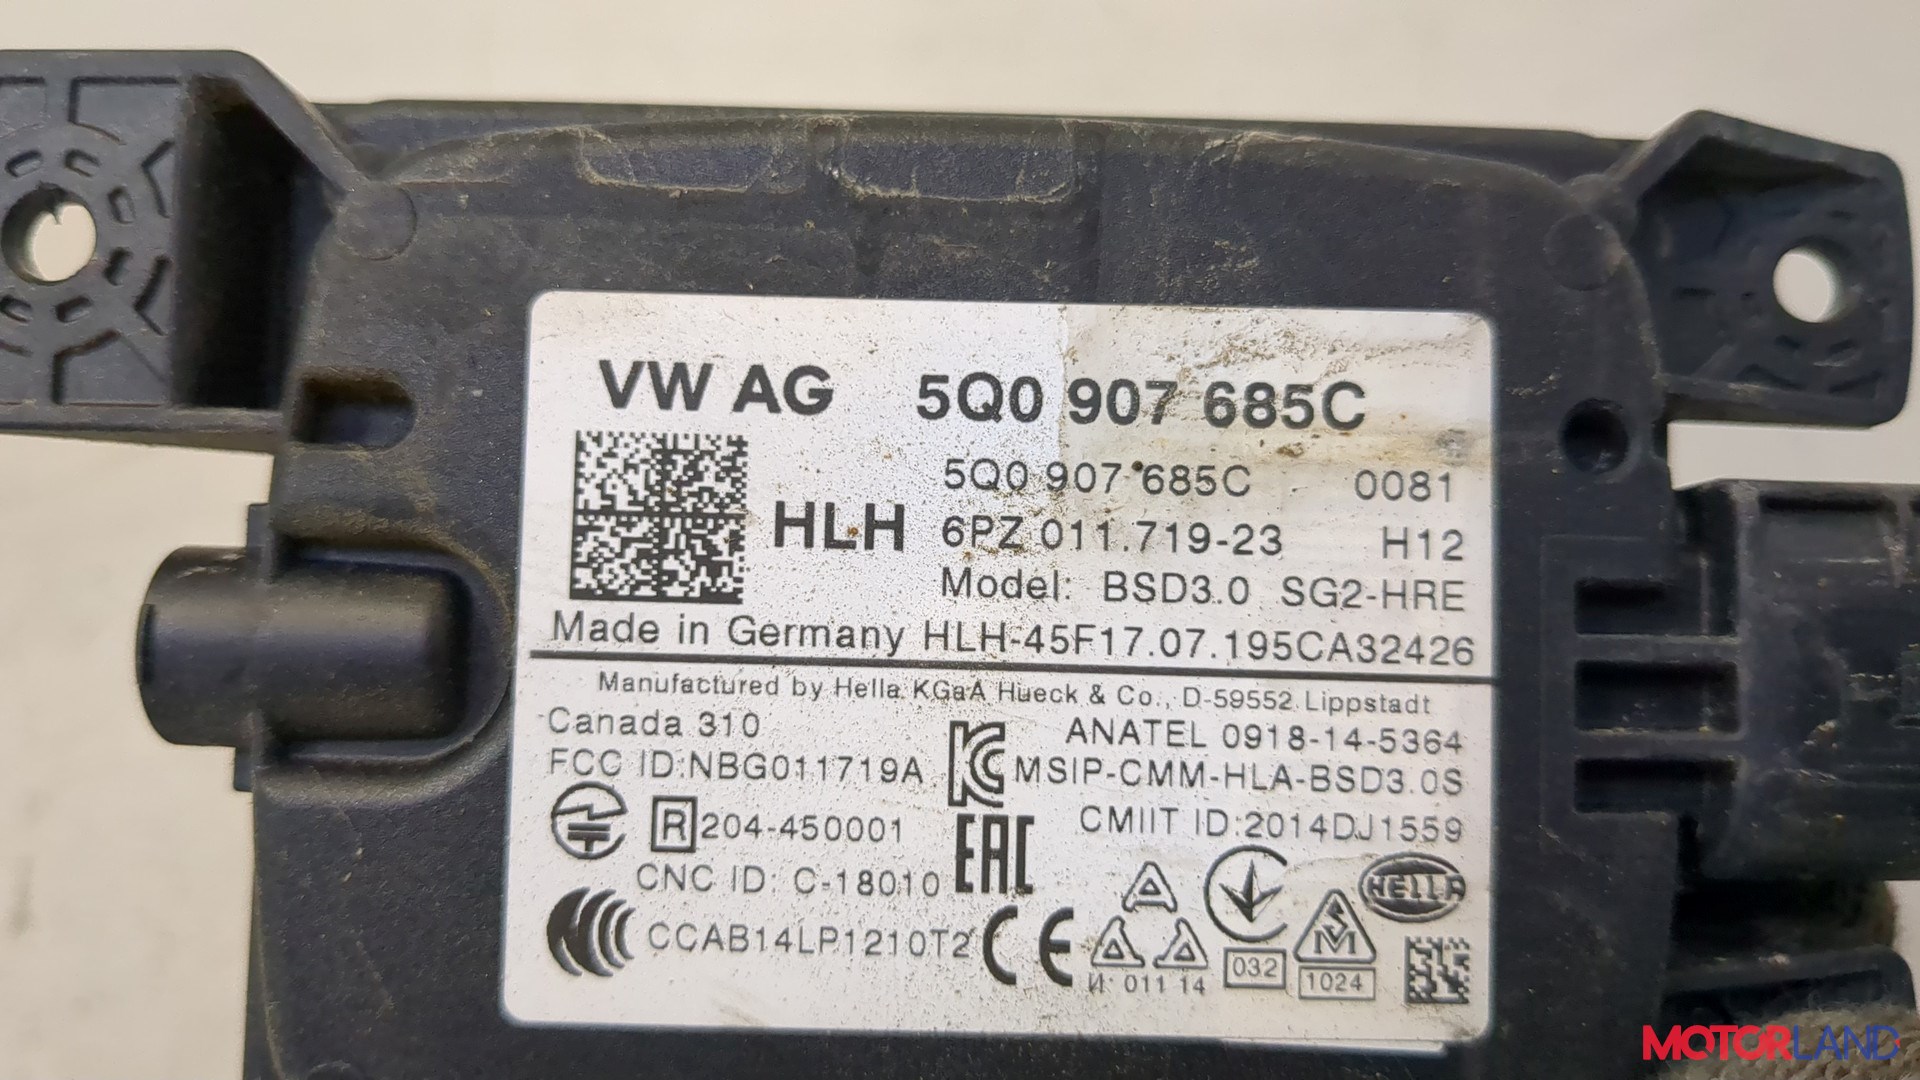 VW AG 5Q0 907 685C
5Q0 907 685C 0081
HLH 6PZ 011.719-23 H12
Model: BSD3.0 SG2-HRE
Made in Germany HLH-45F17.07.195CA32426
Manufactured by Hella KGaA Hueck & Co., D-59552 Lippstadt
Canada 310 ANATEL 0918-14-5364
FCC ID:NBG011719A MSIP-CMM-HLA-BSD3.0S
R 204-450001 CMIIT ID:2014DJ1559
CNC ID: C-18010 EAC
HELLA
CCAB14LP1210T2 CE
И 011 14 032 1024
MOTORLAND